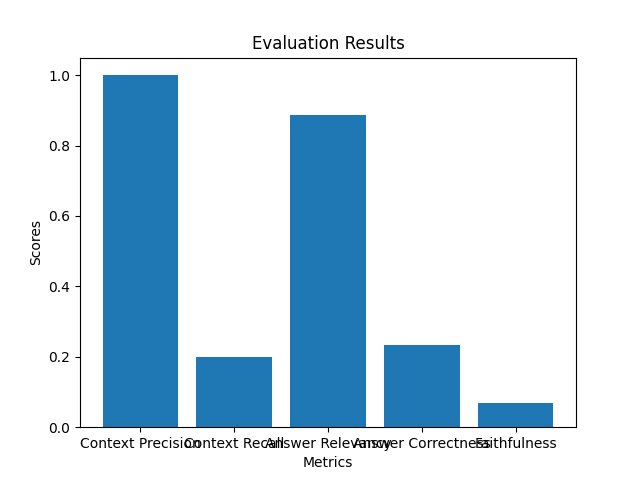 Evaluation Results
1.0
0.8
0.6
0.4
0.2
0.0
Scores
Context Precision Context Recall Answer Relevancy Answer Correctness Faithfulness
Metrics